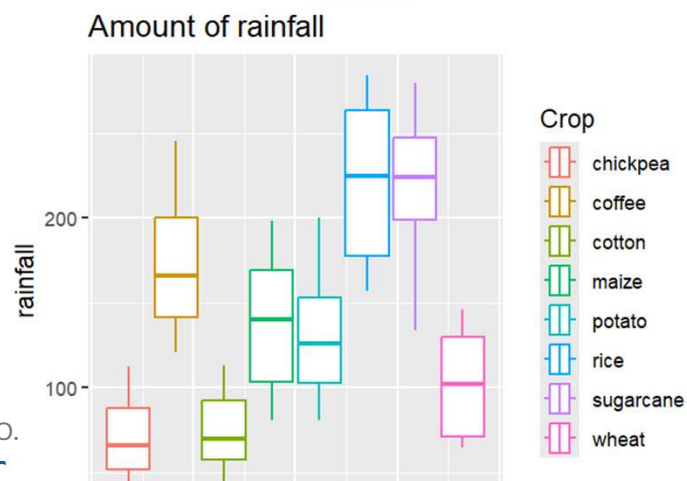 Amount of rainfall
Crop
chickpea
coffee
cotton
maize
potato
rice
sugarcane
wheat
rainfall
200
100
o.